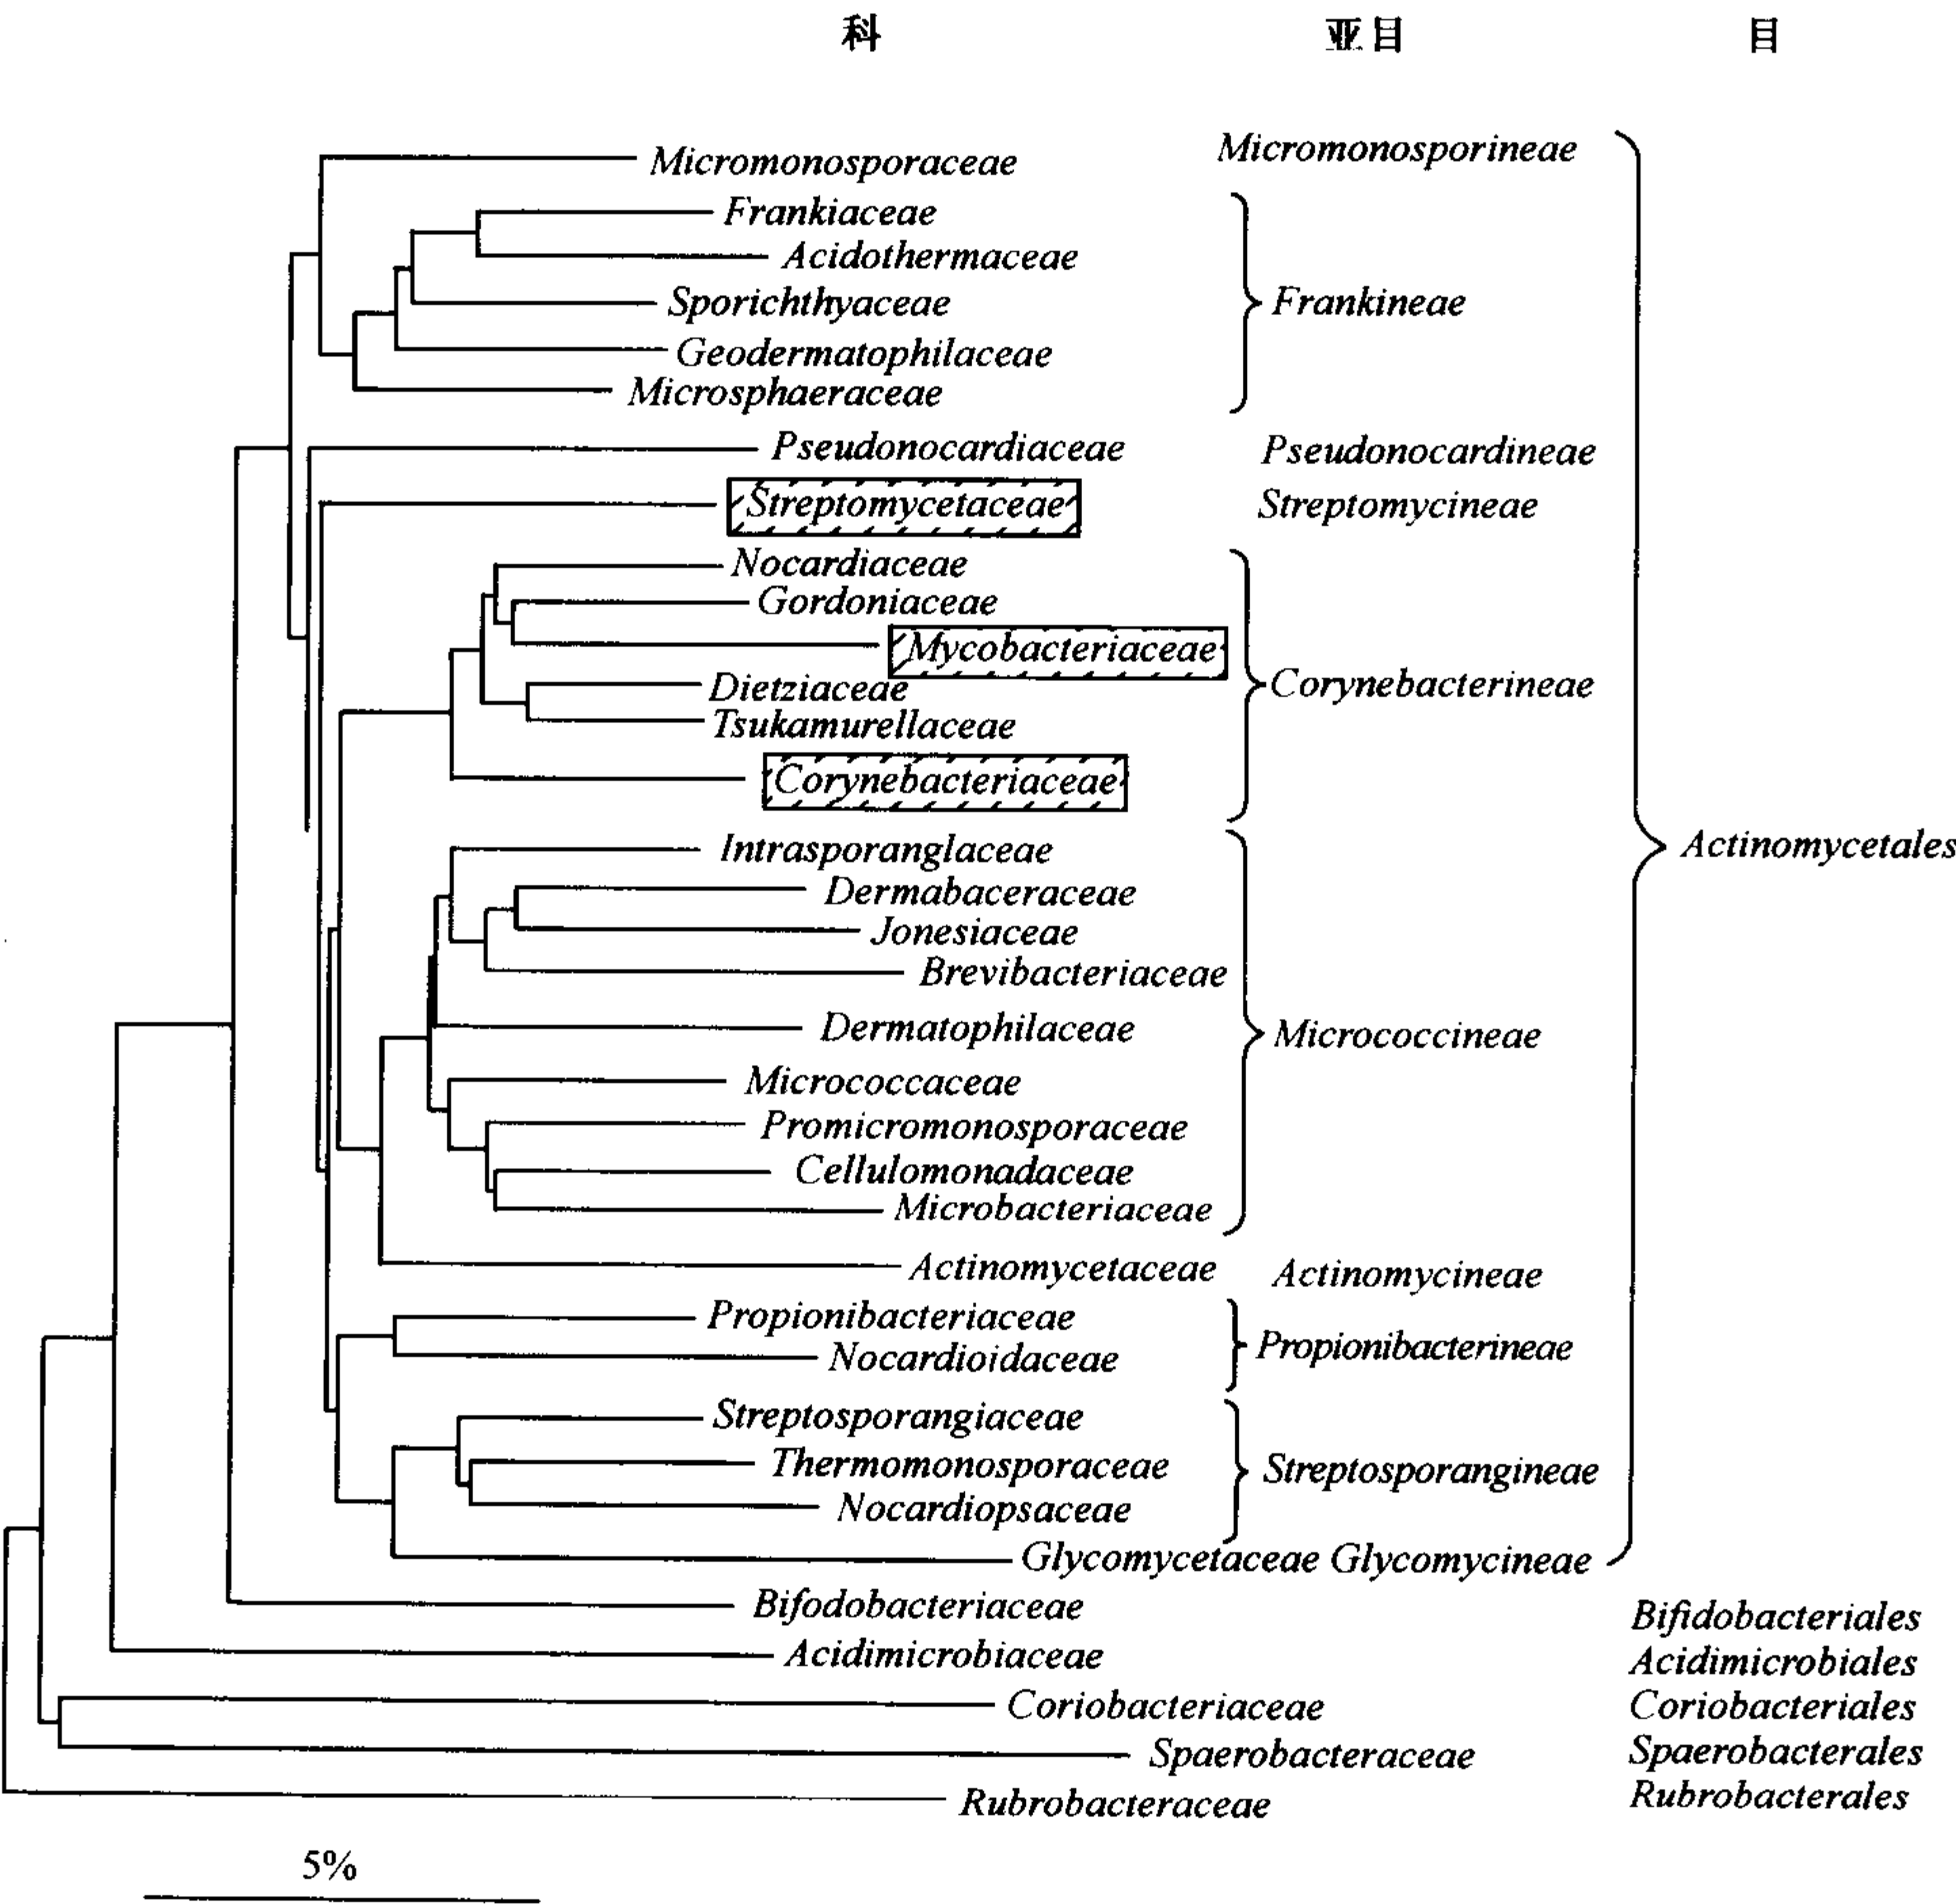 科 亚目 目
Micromonosporaceae Micromonosporineae
Frankiaceae
Acidothermaceae
Sporichthyaceae Frankineae
Geodermatophilaceae
Microsphaeraceae
Pseudonocardiaceae Pseudonocardineae
Streptomycetaceae Streptomycineae
Nocardiaceae
Gordoniaceae
Mycobacteriaceae
Dietziaceae Corynebacterineae
Tsukamurellaceae
Corynebacteriaceae
Intrasporanglaceae Actinomycetales
Dermabaceraceae
Jonesiaceae
Brevibacteriaceae
Dermatophilaceae Micrococcineae
Micrococcaceae
Promicromonosporaceae
Cellulomonadaceae
Microbacteriaceae
Actinomycetaceae Actinomycineae
Propionibacteriaceae Propionibacterineae
Nocardioidaceae
Streptosporangiaceae
Thermomonosporaceae Streptosporangineae
Nocardiopsaceae
Glycomycetaceae Glycomycineae
Bifodobacteriaceae Bifidobacteriales
Acidimicrobiaceae Acidimicrobiales
Coriobacteriaceae Coriobacteriales
Spaerobacteraceae Spaerobacterales
Rubrobacteraceae Rubrobacterales
5%